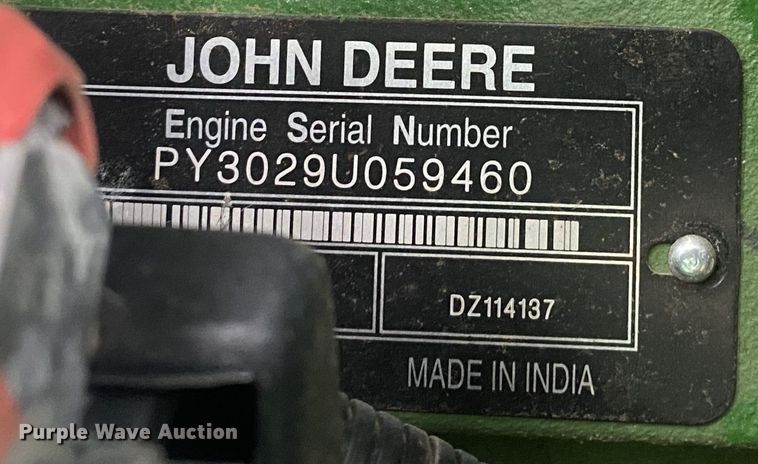 JOHN DEERE
Engine Serial Number
PY3029U059460
DZ114137
MADE IN INDIA
Purple Wave Auction